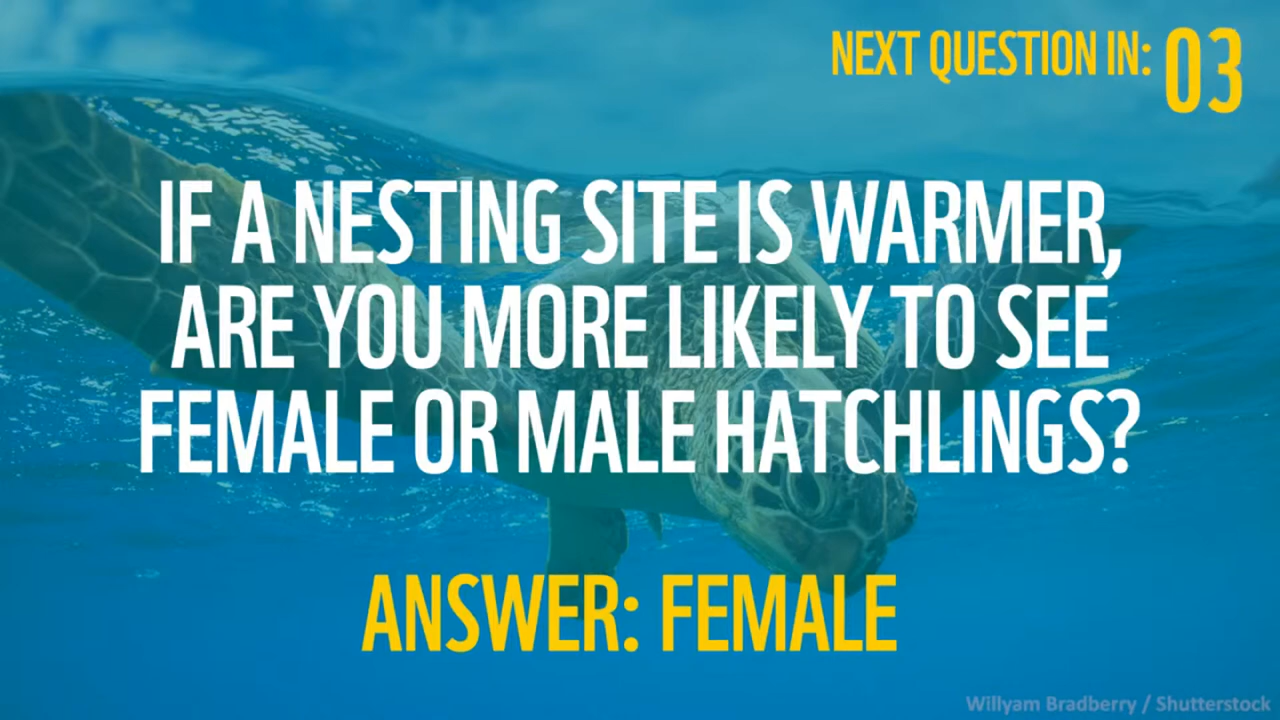 NEXT QUESTION IN: 03
IF A NESTING SITE IS WARMER,
ARE YOU MORE LIKELY TO SEE
FEMALE OR MALE HATCHLINGS?
ANSWER: FEMALE
Willyam Bradberry / Shutterstock